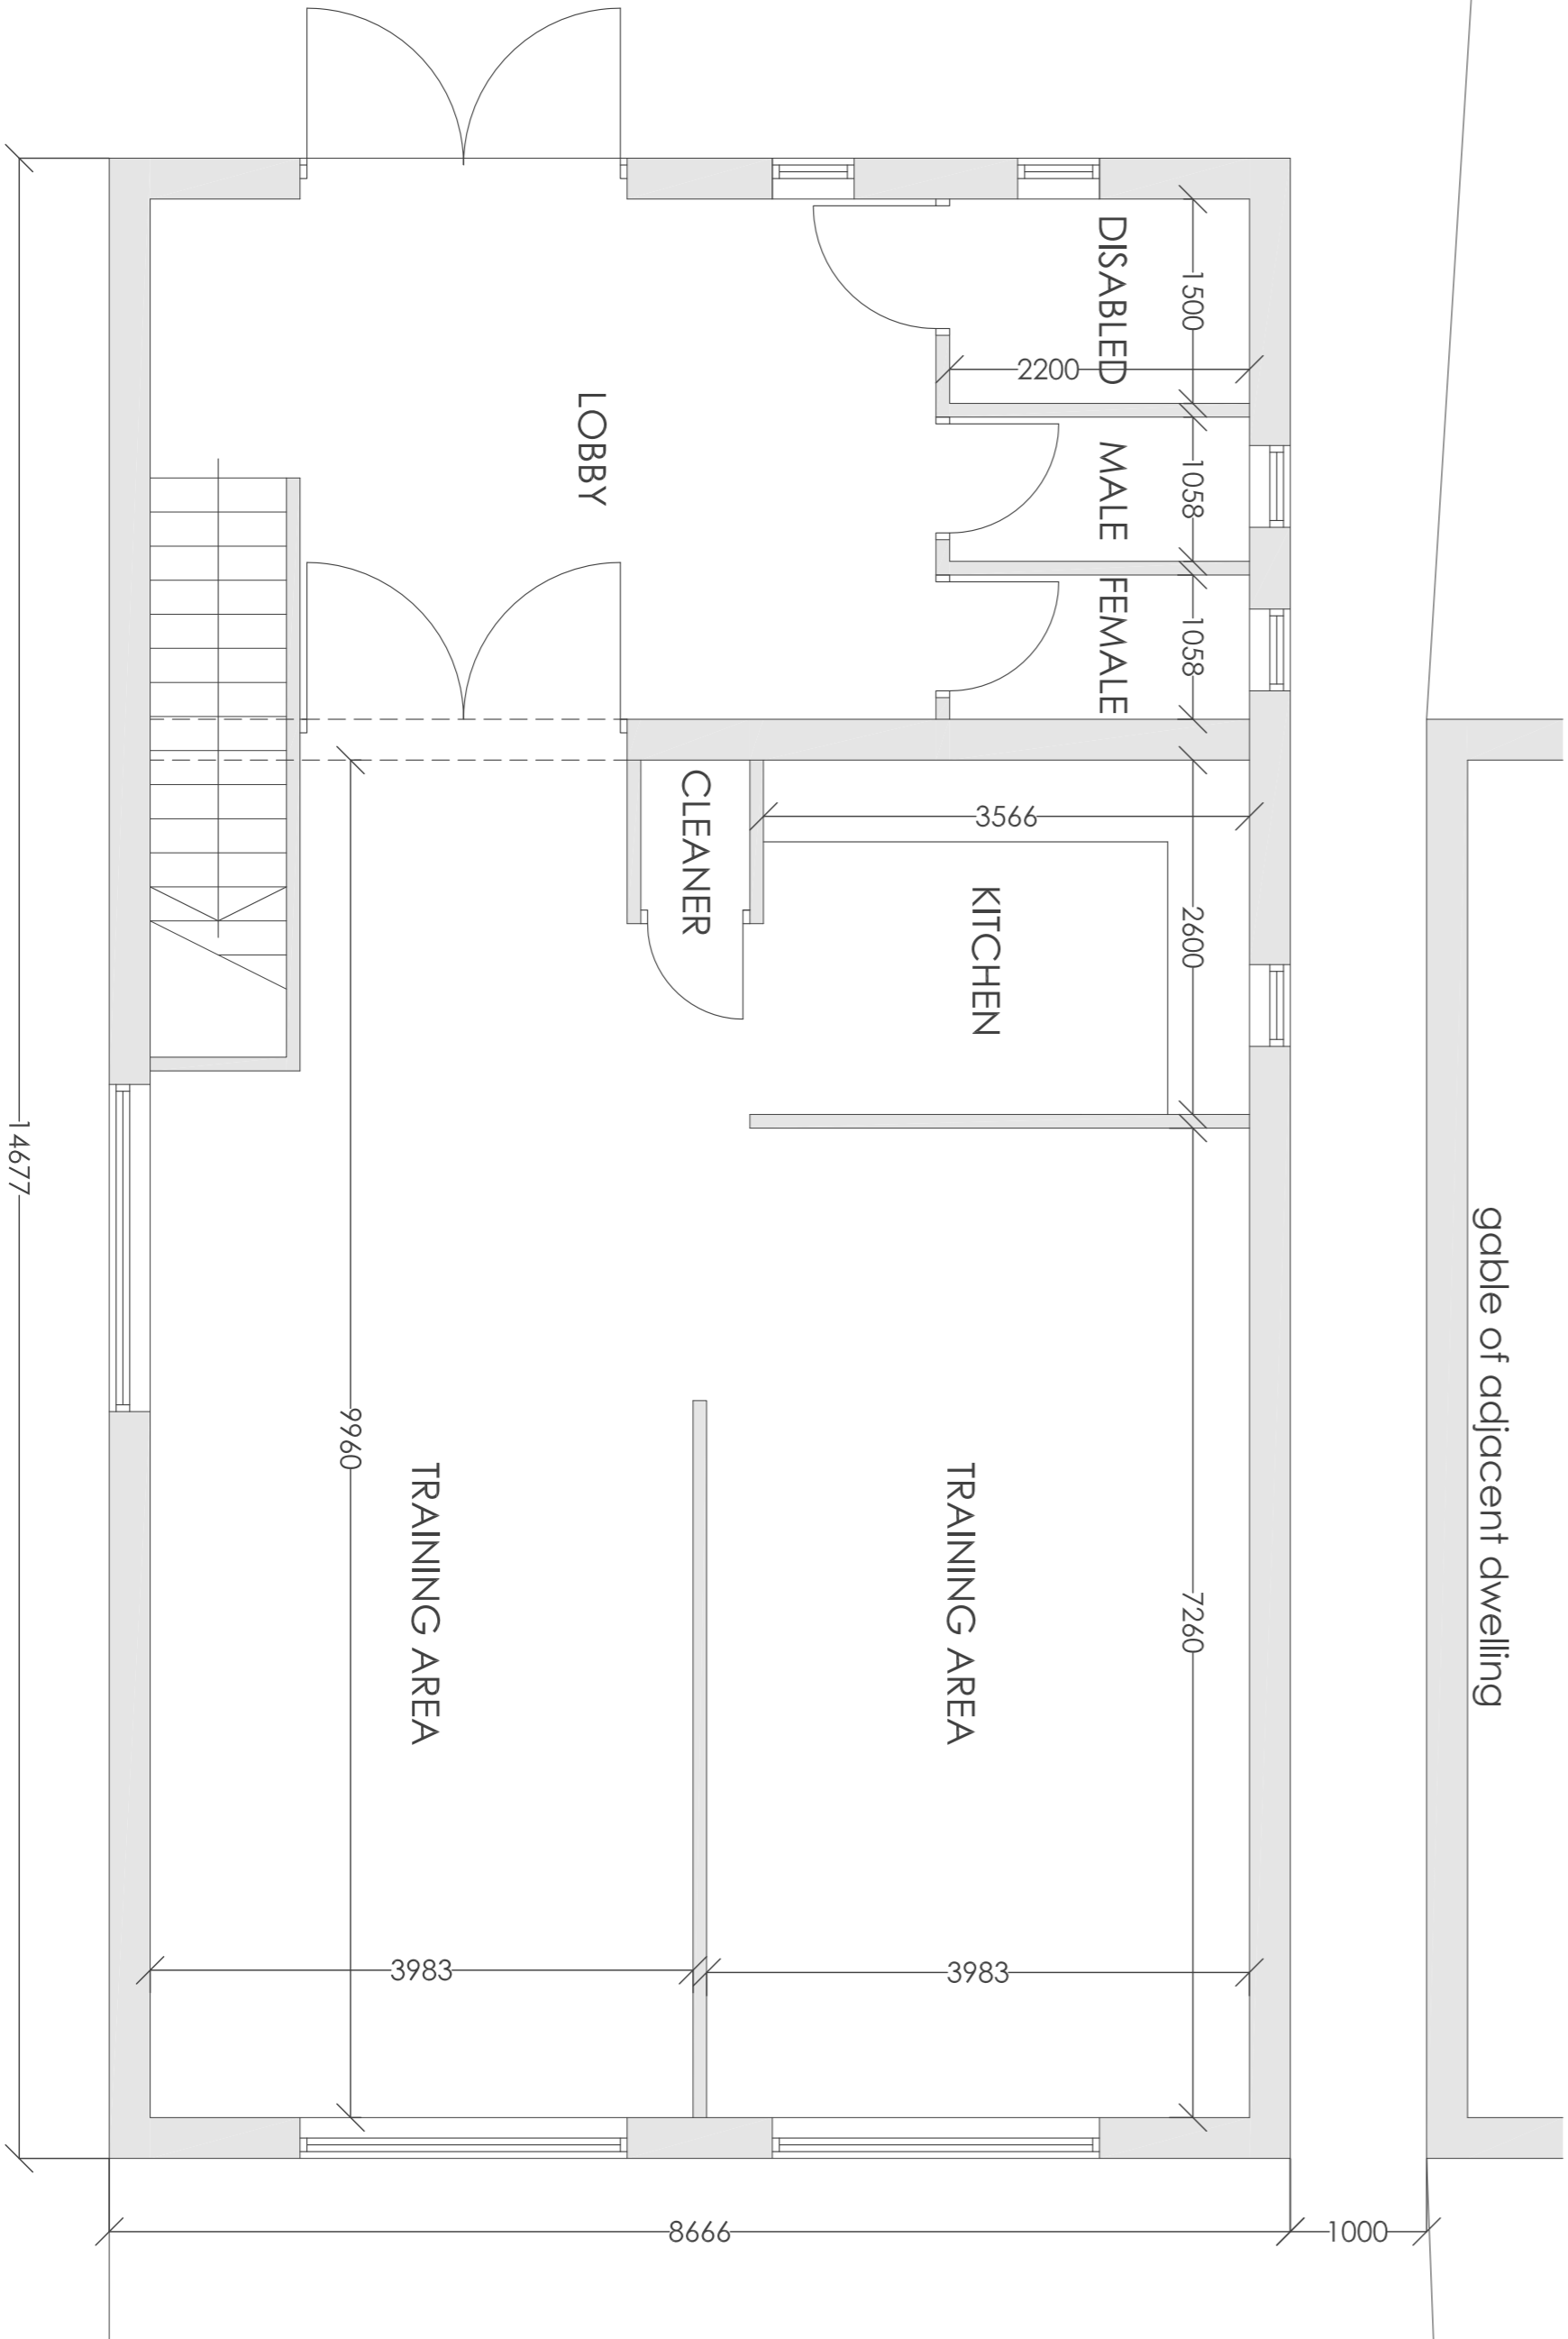 DISABLED
1500
2200
MALE
1058
LOBBY
FEMALE
1058
CLEANER
3566
KITCHEN
2600
14677
gable of adjacent dwelling
9960
TRAINING AREA
TRAINING AREA
7260
3983
3983
8666
1000